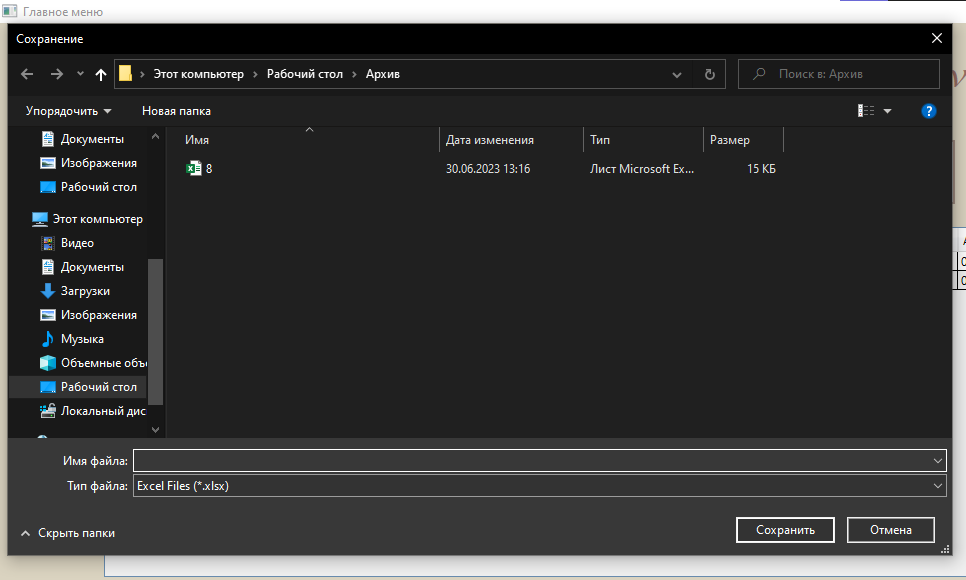 Главное меню
Сохранение
Этот компьютер › Рабочий стол › Архив
Поиск в: Архив
Упорядочить
Новая папка
Документы
Изображения
Рабочий стол
Этот компьютер
Видео
Документы
Загрузки
Изображения
Музыка
Объемные объ
Рабочий стол
Локальный дис
Имя Дата изменения Тип Размер
8 30.06.2023 13:16 Лист Microsoft Ex... 15 КБ
Имя файла:
Тип файла: Excel Files (*.xlsx)
Скрыть папки
Сохранить
Отмена